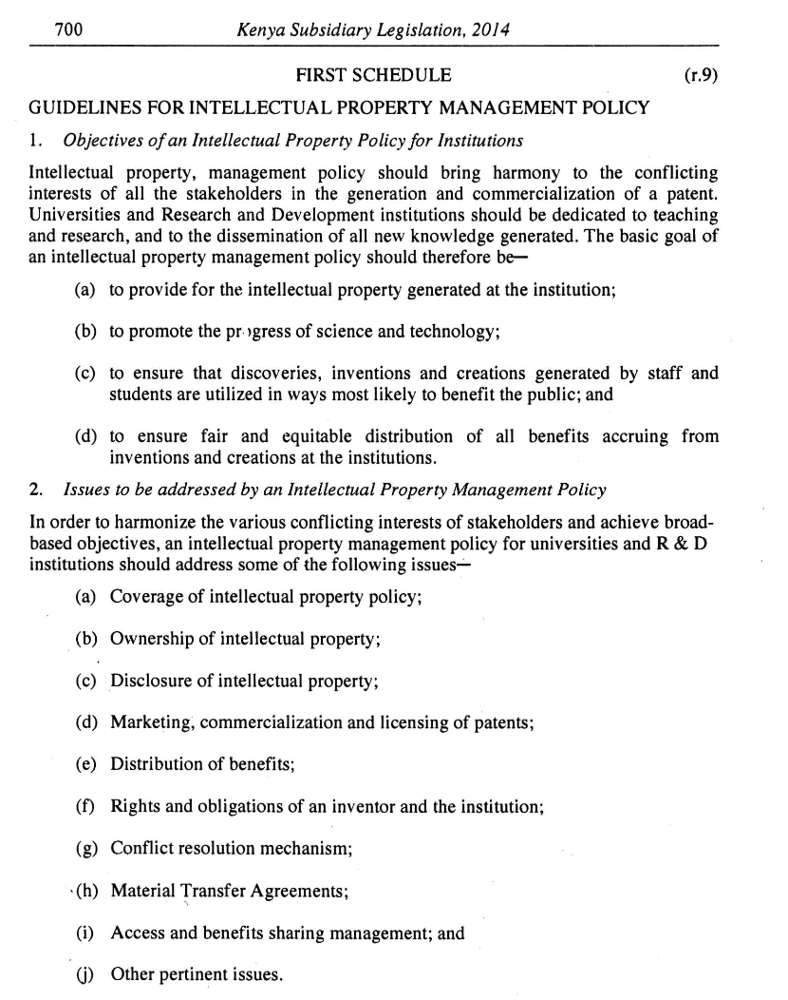 700 Kenya Subsidiary Legislation, 2014
FIRST SCHEDULE (r.9)
GUIDELINES FOR INTELLECTUAL PROPERTY MANAGEMENT POLICY
1. Objectives of an Intellectual Property Policy for Institutions
Intellectual property, management policy should bring harmony to the conflicting
interests of all the stakeholders in the generation and commercialization of a patent.
Universities and Research and Development institutions should be dedicated to teaching
and research, and to the dissemination of all new knowledge generated. The basic goal of
an intellectual property management policy should therefore be—
(a) to provide for the intellectual property generated at the institution;
(b) to promote the progress of science and technology;
(c) to ensure that discoveries, inventions and creations generated by staff and
students are utilized in ways most likely to benefit the public; and
(d) to ensure fair and equitable distribution of all benefits accruing from
inventions and creations at the institutions.
2. Issues to be addressed by an Intellectual Property Management Policy
In order to harmonize the various conflicting interests of stakeholders and achieve broad-
based objectives, an intellectual property management policy for universities and R & D
institutions should address some of the following issues—
(a) Coverage of intellectual property policy;
(b) Ownership of intellectual property;
(c) Disclosure of intellectual property;
(d) Marketing, commercialization and licensing of patents;
(e) Distribution of benefits;
(f) Rights and obligations of an inventor and the institution;
(g) Conflict resolution mechanism;
(h) Material Transfer Agreements;
(i) Access and benefits sharing management; and
(j) Other pertinent issues.